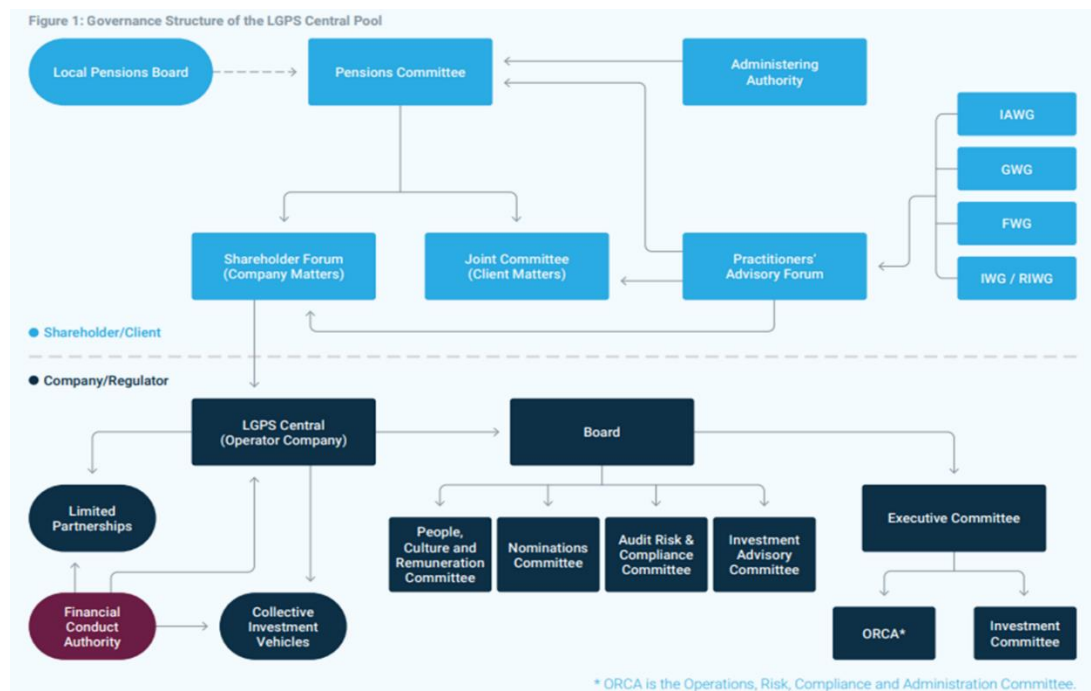 Figure 1: Governance Structure of the LGPS Central Pool
Local Pensions Board
Pensions Committee
Administering
Authority
IAWG
GWG
FWG
IWG / RIWG
Shareholder Forum
(Company Matters)
Joint Committee
(Client Matters)
Practitioners'
Advisory Forum
Shareholder/Client
Company/Regulator
LGPS Central
(Operator Company)
Board
Limited
Partnerships
People,
Culture and
Remuneration
Committee
Nominations
Committee
Audit Risk &
Compliance
Committee
Investment
Advisory
Committee
Executive Committee
Financial
Conduct
Authority
Collective
Investment
Vehicles
ORCA*
Investment
Committee
* ORCA is the Operations, Risk, Compliance and Administration Committee.